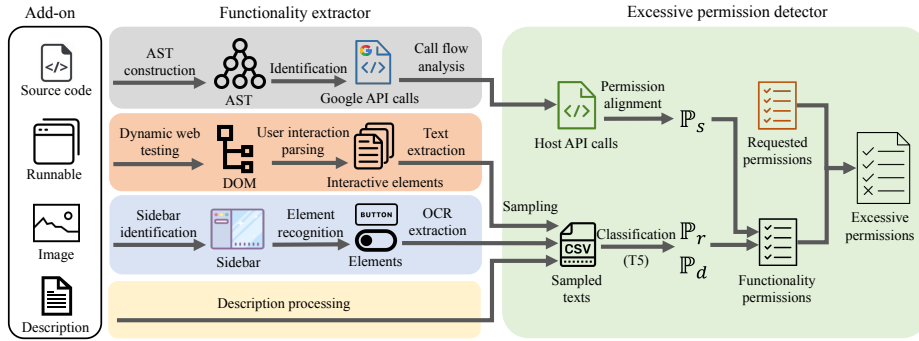 Add-on
Functionality extractor
Excessive permission detector
Source code
Runnable
Image
Description
AST
construction
AST
Identification
Google API calls
Call flow
analysis
Dynamic web
testing
DOM
User interaction
parsing
Interactive elements
Text
extraction
Sidebar
identification
Sidebar
Element
recognition
BUTTON
Elements
OCR
extraction
Description processing
Host API calls
Permission
alignment
ℙs
Requested
permissions
Sampling
CSV
Sampled
texts
Classification
(T5)
ℙr
ℙd
Functionality
permissions
Excessive
permissions